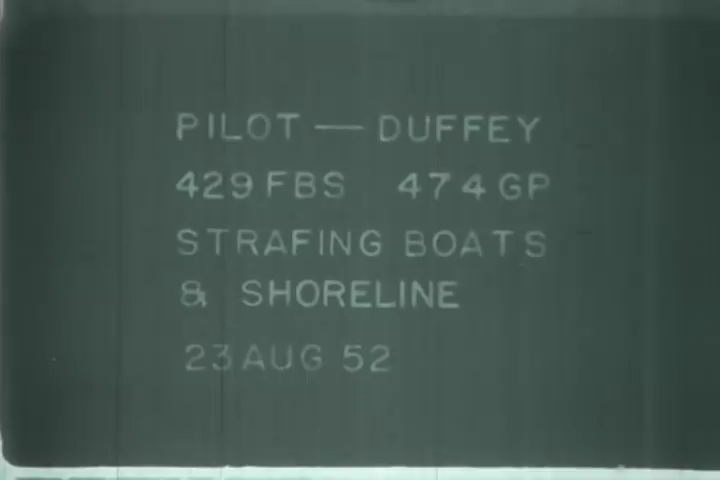 PILOT — DUFFEY
429 FBS 474 GP
STRAFING BOATS
& SHORELINE
23 AUG 52